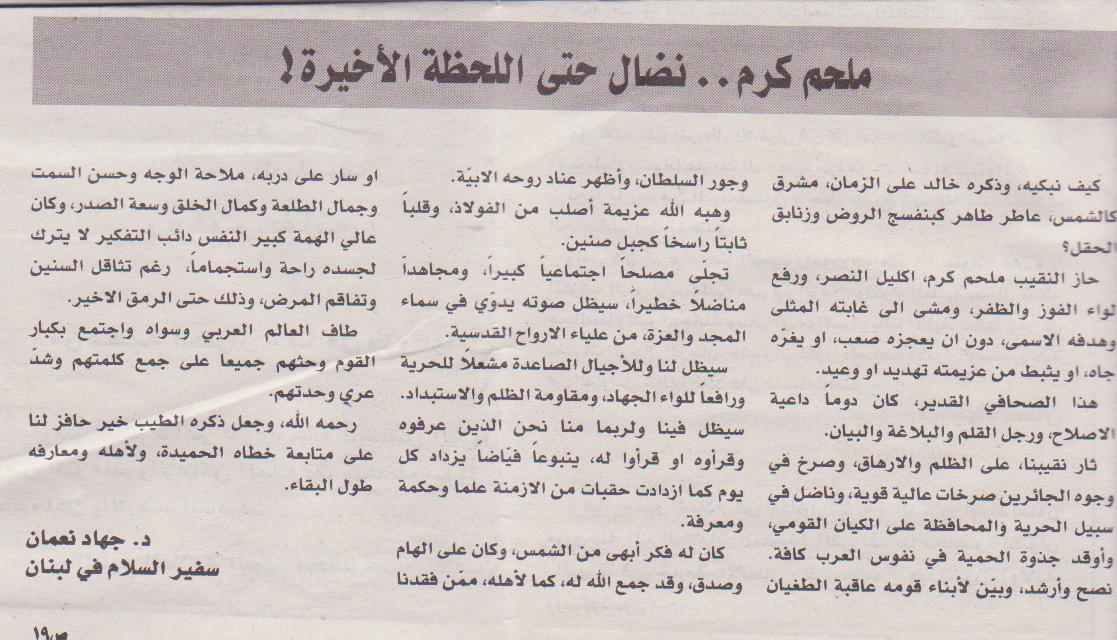 ملحم كرم.. نضال حتى اللحظة الأخيرة!
كيف نبكيه، وذكره خالد على الزمان، مشرق
كالشمس، عاطر طاهر كبنفسج الروض وزنابق
الحقل؟
حاز النقيب ملحم كرم، اكليل النصر، ورفع
لواء الفوز والظفر، ومشى الى غايته المثلى
وهدفه الاسمى، دون ان يعجزه صعب، او يغره
جاه، او يثبط من عزيمته تهديد او وعيد.
هذا الصحافي القدير، كان دوماً داعية
الاصلاح، ورجل القلم والبلاغة والبيان.
ثار نقيبنا، على الظلم والارهاق، وصرخ في
وجوه الجائرين صرخات عالية قوية، وناضل في
سبيل الحرية والمحافظة على الكيان القومي،
وأوقد جذوة الحمية في نفوس العرب كافة.
نصح وأرشد، وبيّن لأبناء قومه عاقبة الطغيان
وجور السلطان، وأظهر عناد روحه الابيّة.
وهبه الله عزيمة أصلب من الفولاذ، وقلباً
ثابتاً راسخاً كجبل صنين.
تجلى مصلحاً اجتماعياً كبيراً، ومجاهداً
مناضلاً خطيراً، سيظل صوته يدوّي في سماء
المجد والعزة، من علياء الارواح القدسية.
سيظل لنا وللأجيال الصاعدة مشعلاً للحرية
ورافعاً للواء الجهاد، ومقاومة الظلم والاستبداد.
سيظل فينا ولربما منا نحن الذين عرفوه
وقرأوه او قرأوا له، ينبوعاً فيّاضاً يزداد كل
يوم كما ازدادت حقبات من الازمنة علما وحكمة
ومعرفة.
كان له فكر أبهى من الشمس، وكان على الهام
وصدق، وقد جمع الله له، كما لأهله، ممّن فقدنا
او سار على دربه، ملاحة الوجه وحسن السمت
وجمال الطلعة وكمال الخلق وسعة الصدر، وكان
عالي الهمة كبير النفس دائب التفكير لا يترك
لجسده راحة واستجماماً، رغم تثاقل السنين
وتفاقم المرض، وذلك حتى الرمق الاخير.
طاف العالم العربي وسواه واجتمع بكبار
القوم وحثهم جميعا على جمع كلمتهم وشدّ
عري وحدتهم.
رحمه الله، وجعل ذكره الطيب خير حافز لنا
على متابعة خطاه الحميدة، ولأهله ومعارفه
طول البقاء.
د. جهاد نعمان
سفير السلام في لبنان
ص١٩